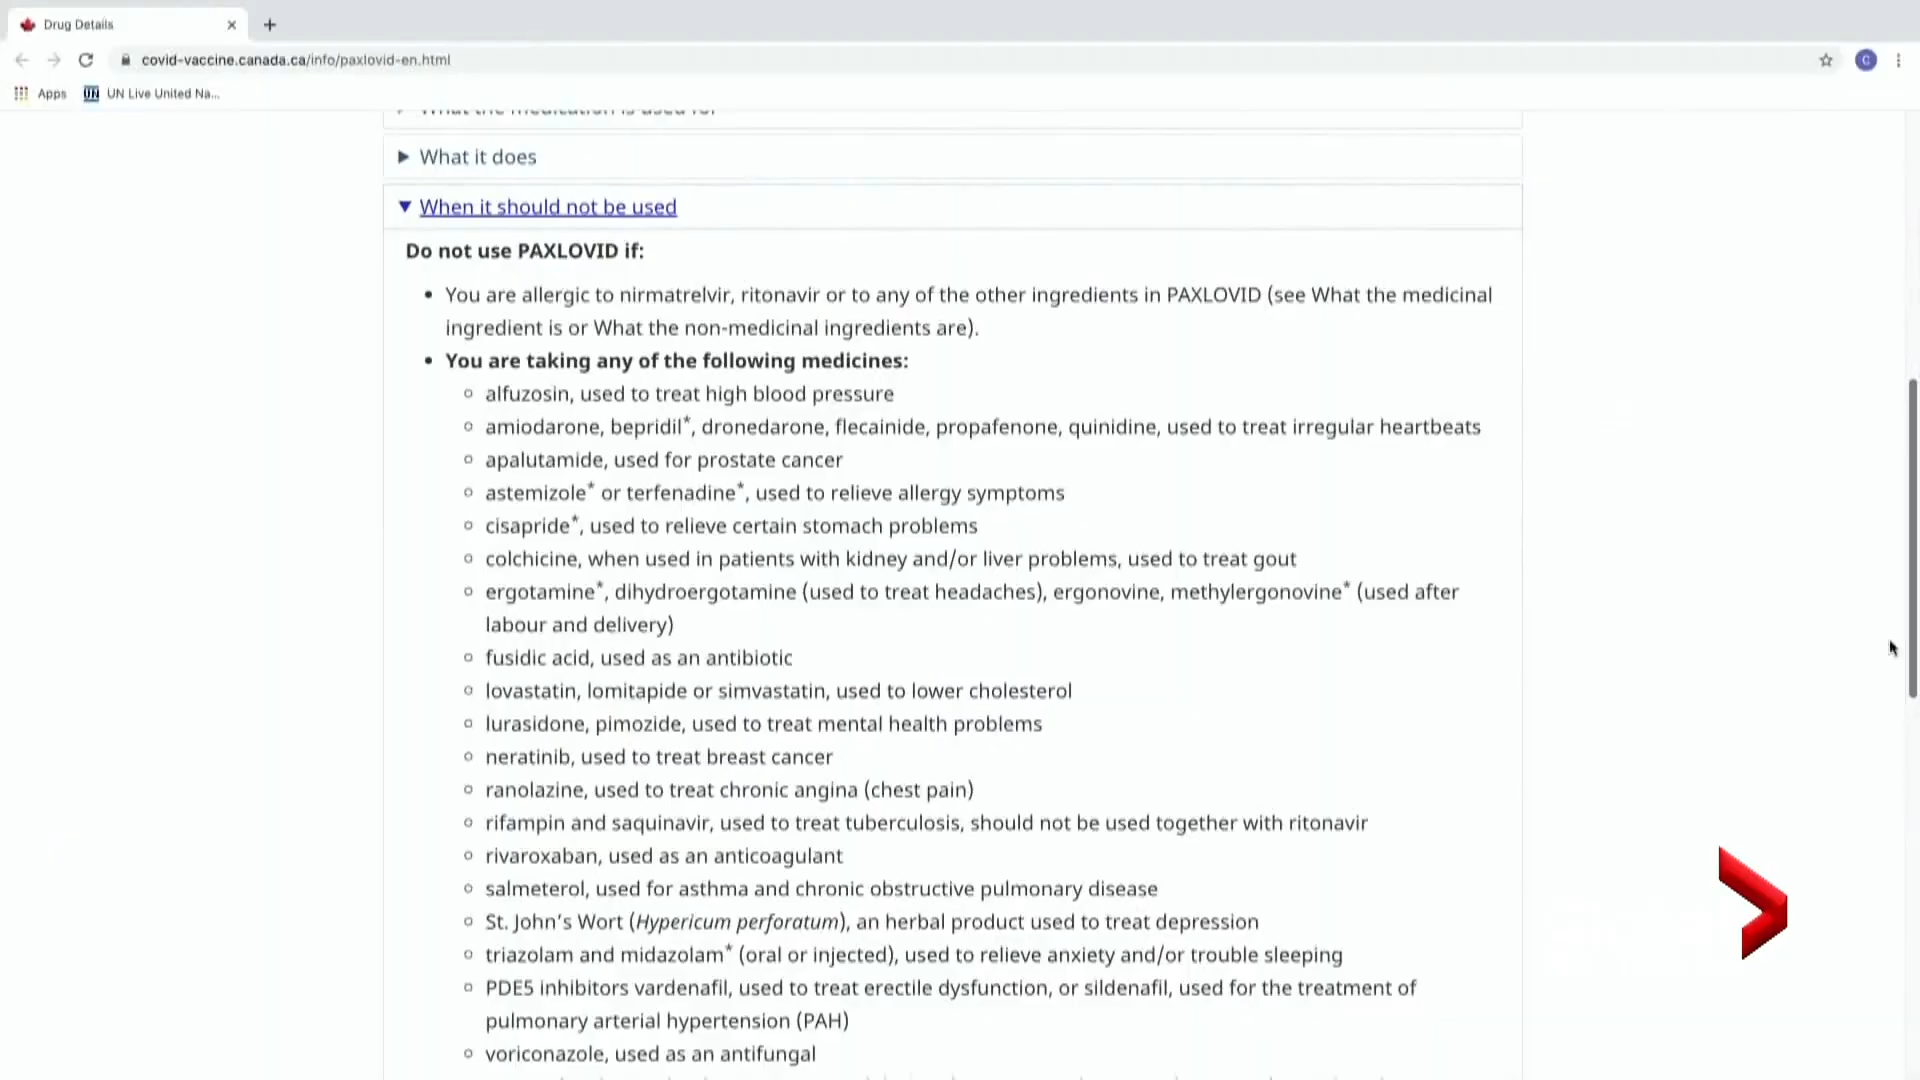 Drug Details
covid-vaccine.canada.ca/info/paxlovid-en.html
C
Apps
UN
UN Live United Na...
What the medication is used for
What it does
When it should not be used
Do not use PAXLOVID if:
You are allergic to nirmatrelvir, ritonavir or to any of the other ingredients in PAXLOVID (see What the medicinal
ingredient is or What the non-medicinal ingredients are).
You are taking any of the following medicines:
alfuzosin, used to treat high blood pressure
amiodarone, bepridil*, dronedarone, flecainide, propafenone, quinidine, used to treat irregular heartbeats
apalutamide, used for prostate cancer
astemizole* or terfenadine*, used to relieve allergy symptoms
cisapride*, used to relieve certain stomach problems
colchicine, when used in patients with kidney and/or liver problems, used to treat gout
ergotamine*, dihydroergotamine (used to treat headaches), ergonovine, methylergonovine* (used after
labour and delivery)
fusidic acid, used as an antibiotic
lovastatin, lomitapide or simvastatin, used to lower cholesterol
lurasidone, pimozide, used to treat mental health problems
neratinib, used to treat breast cancer
ranolazine, used to treat chronic angina (chest pain)
rifampin and saquinavir, used to treat tuberculosis, should not be used together with ritonavir
rivaroxaban, used as an anticoagulant
salmeterol, used for asthma and chronic obstructive pulmonary disease
St. John's Wort (Hypericum perforatum), an herbal product used to treat depression
triazolam and midazolam* (oral or injected), used to relieve anxiety and/or trouble sleeping
PDE5 inhibitors vardenafil, used to treat erectile dysfunction, or sildenafil, used for the treatment of
pulmonary arterial hypertension (PAH)
voriconazole, used as an antifungal